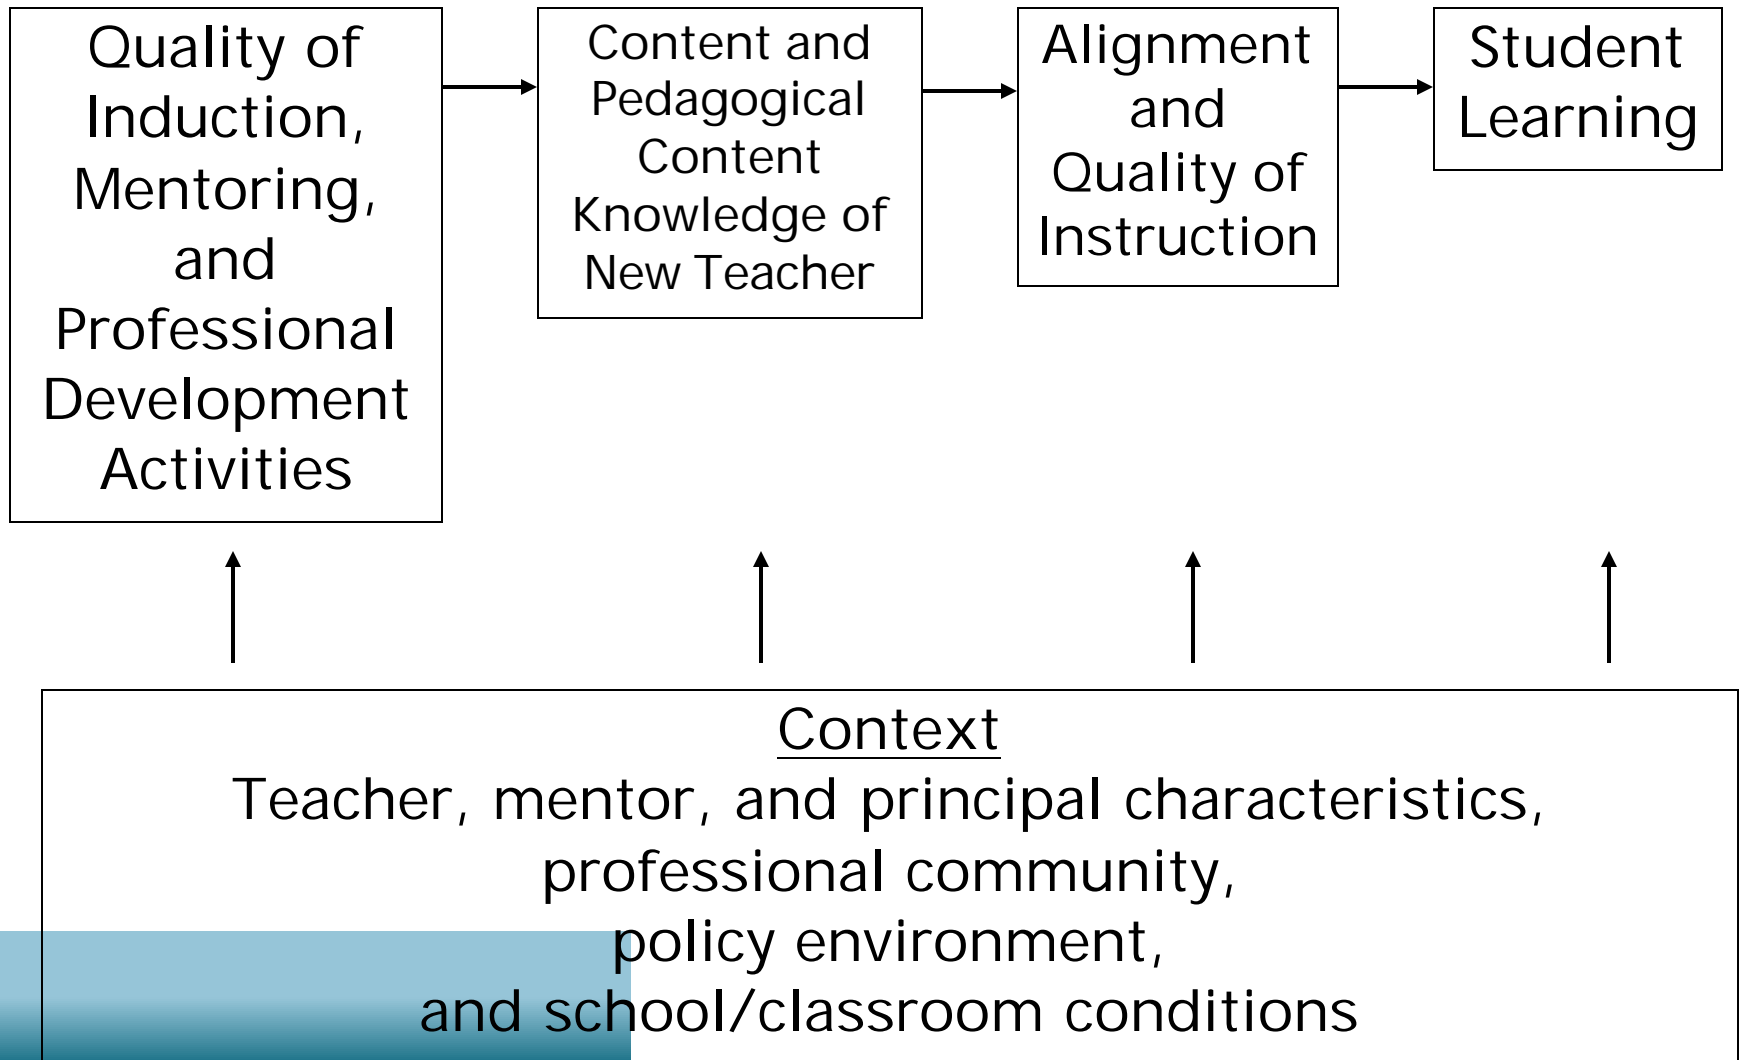 Quality of
Induction,
Mentoring,
and
Professional
Development
Activities
Content and
Pedagogical
Content
Knowledge of
New Teacher
Alignment
and
Quality of
Instruction
Student
Learning
Context
Teacher, mentor, and principal characteristics,
professional community,
policy environment,
and school/classroom conditions